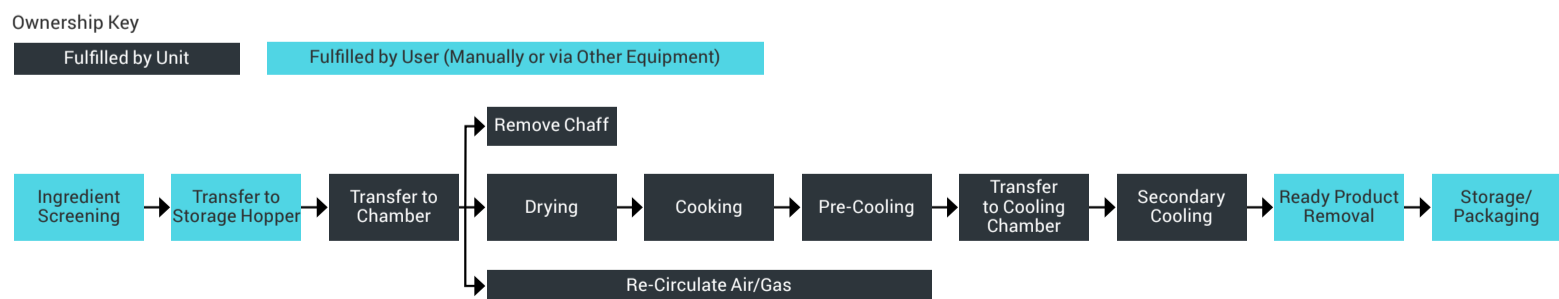 Ownership Key
Fulfilled by Unit
Fulfilled by User (Manually or via Other Equipment)
Remove Chaff
Ingredient
Screening
Transfer to
Storage Hopper
Transfer to
Chamber
Drying
Cooking
Pre-Cooling
Transfer
to Cooling
Chamber
Secondary
Cooling
Ready Product
Removal
Storage/
Packaging
Re-Circulate Air/Gas